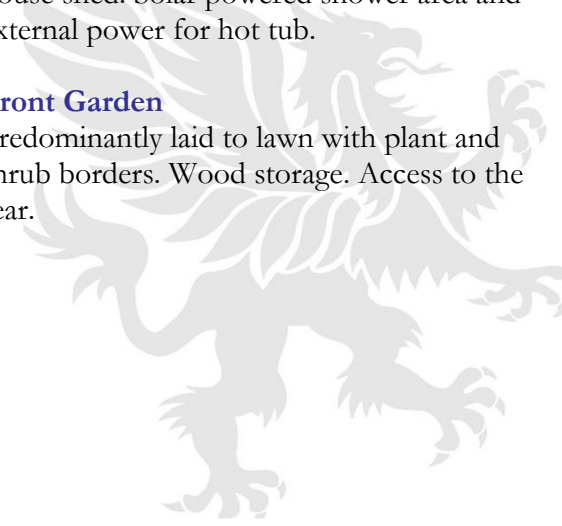 ouse shed. Solar powered shower area and
xternal power for hot tub.
ront Garden
redominantly laid to lawn with plant and
hrub borders. Wood storage. Access to the
ear.